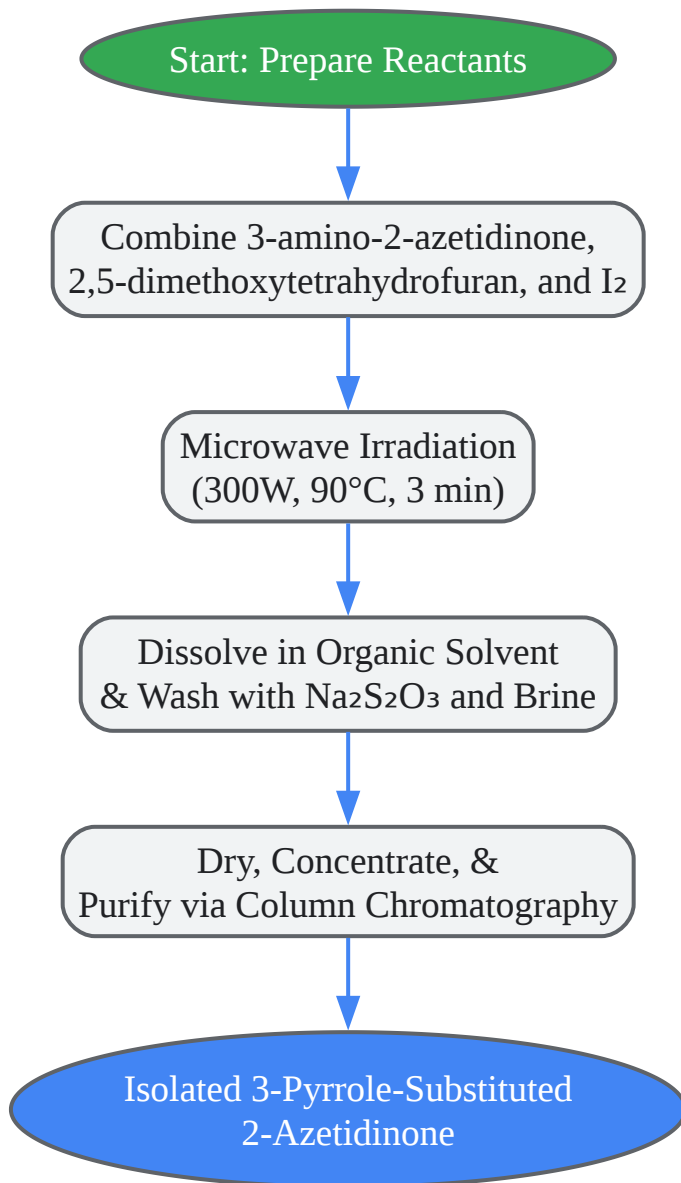 Start: Prepare Reactants
Combine 3-amino-2-azetidinone,
2,5-dimethoxytetrahydrofuran, and I₂
Microwave Irradiation
(300W, 90°C, 3 min)
Dissolve in Organic Solvent
& Wash with Na₂S₂O₃ and Brine
Dry, Concentrate, &
Purify via Column Chromatography
Isolated 3-Pyrrole-Substituted
2-Azetidinone